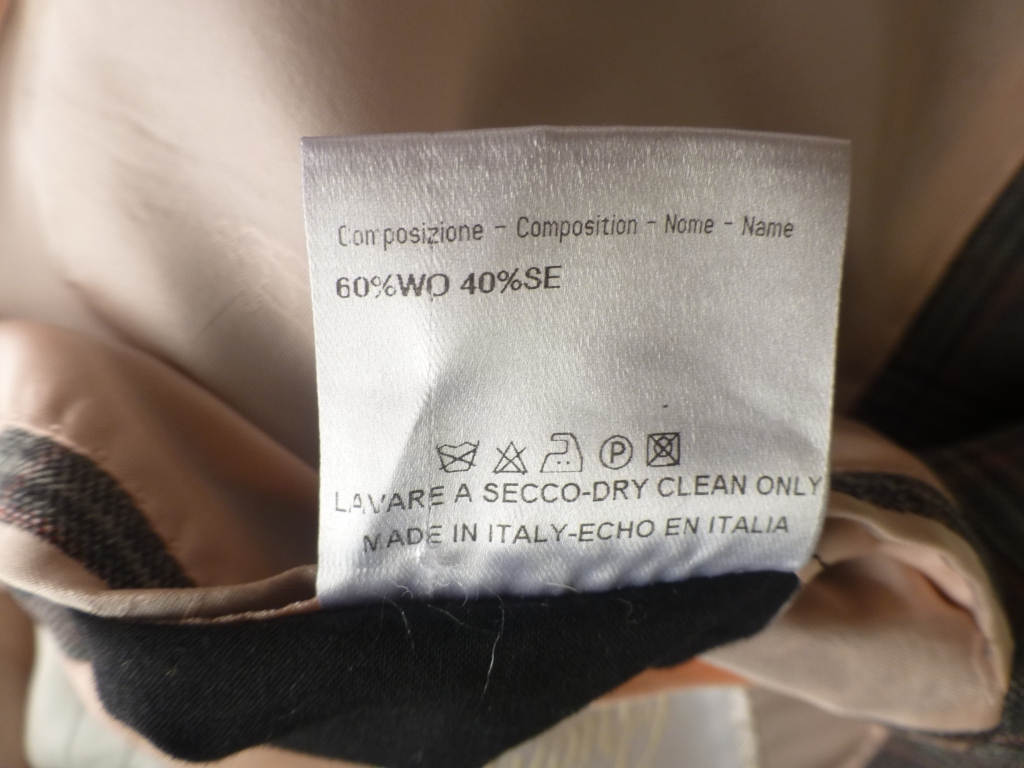 Composizione - Composition - Nome - Name
60%WO 40%SE
P
LAVARE A SECCO-DRY CLEAN ONLY
MADE IN ITALY-ECHO EN ITALIA